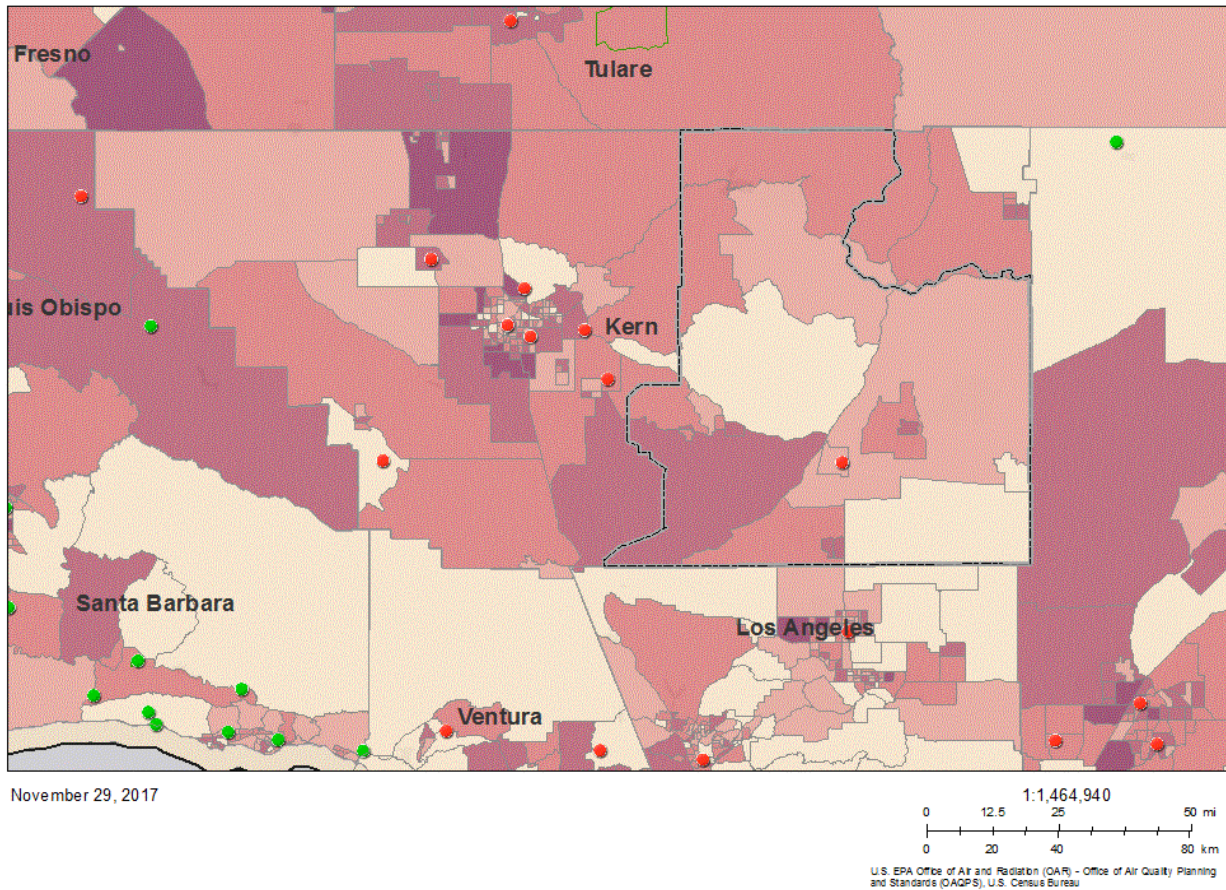 Fresno
Tulare
uis Obispo
Kern
Santa Barbara
Los Angeles
Ventura
November 29, 2017
1:1,464,940
0 12.5 25 50 mi
0 20 40 80 km
U.S. EPA Office of Air and Radiation (OAR) - Office of Air Quality Planning
and Standards (OAQPS), U.S. Census Bureau